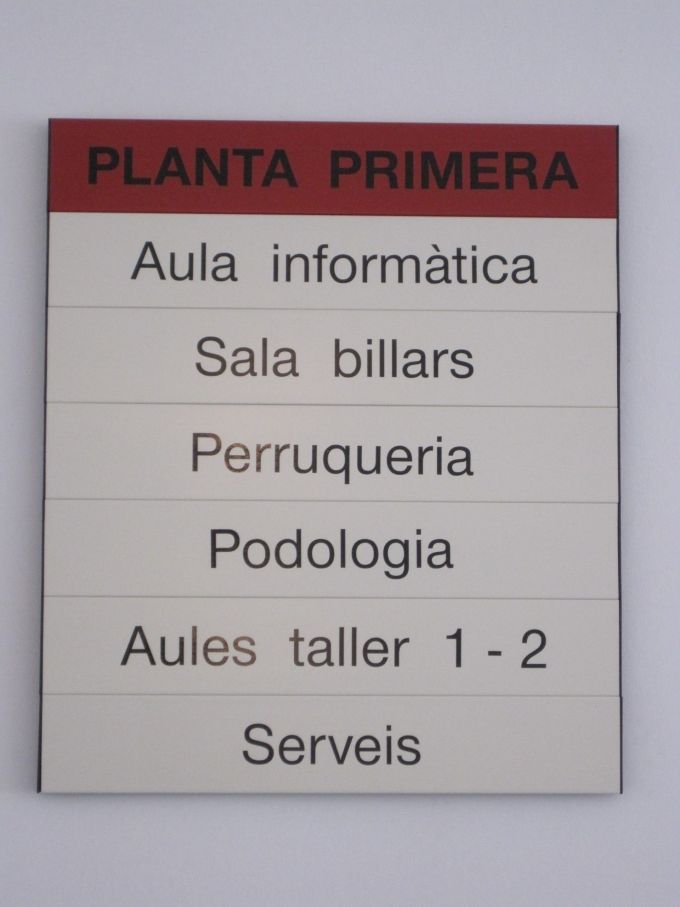 PLANTA PRIMERA
Aula informàtica
Sala billars
Perruqueria
Podologia
Aules taller 1 - 2
Serveis